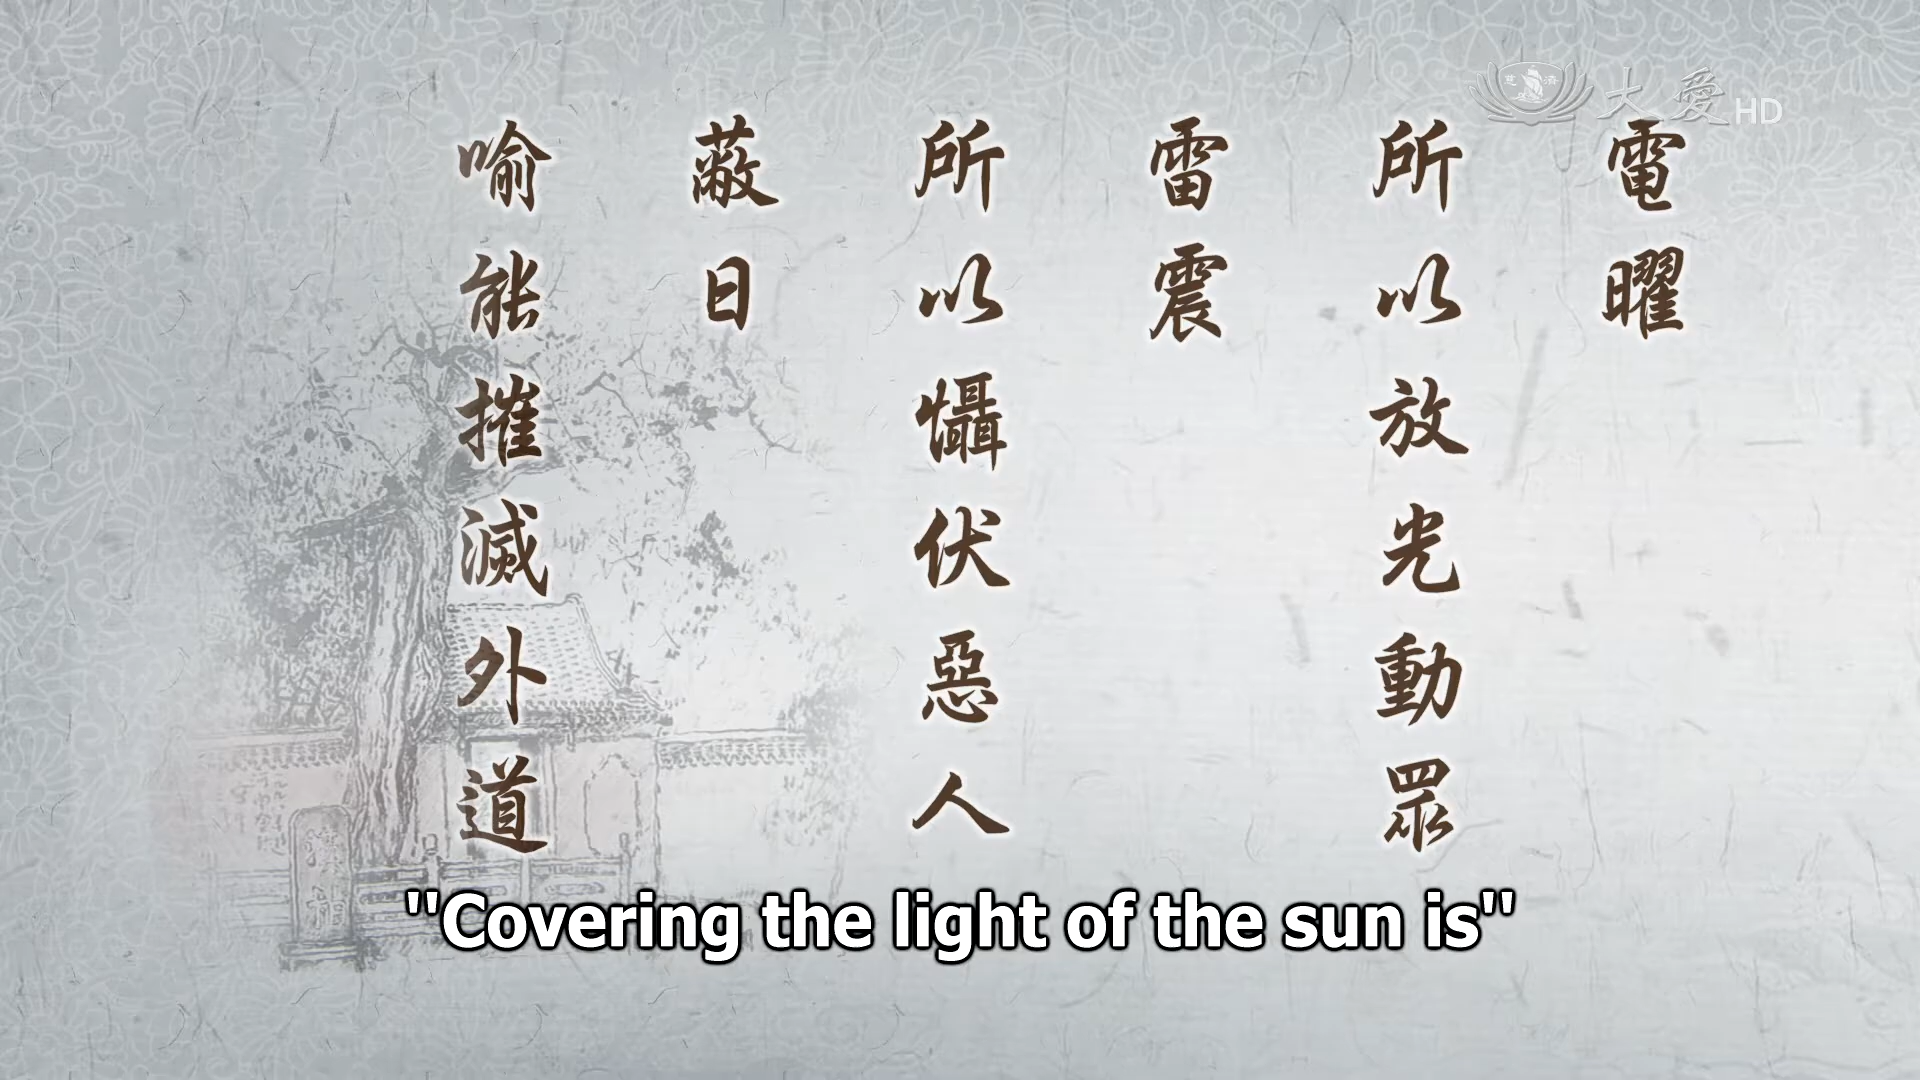 電曜
所以放光動眾
雷震
所以懾伏惡人
蔽日
喻能摧滅外道
"Covering the light of the sun is"
大愛HD